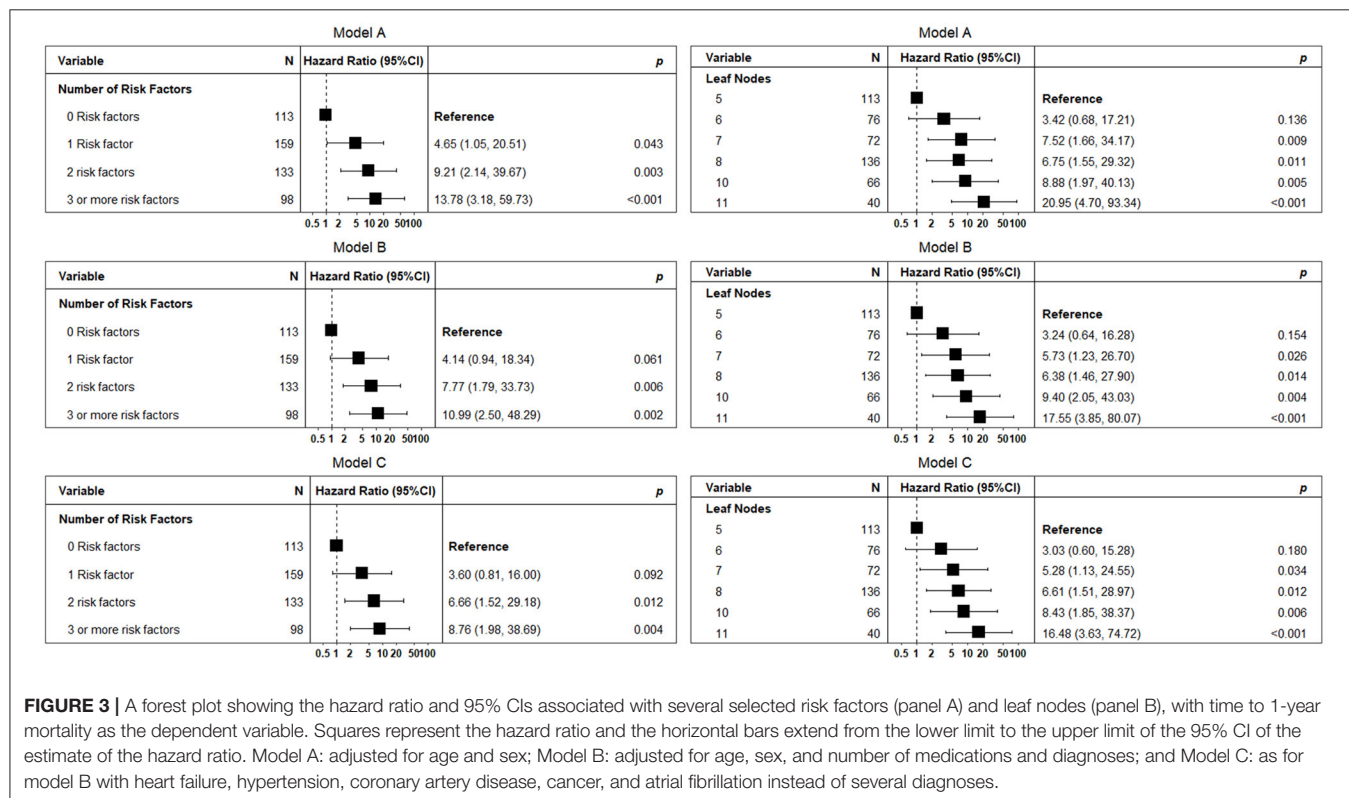 Model A
Variable N Hazard Ratio (95%CI) p
Number of Risk Factors
0 Risk factors 113 Reference
1 Risk Factor 159 4.65 (1.05, 20.51) 0.043
2 risk factors 133 9.21 (2.14, 39.67) 0.003
3 or more risk factors 98 13.78 (3.18, 59.73) <0.001
0.5 1 2 5 10 20 50 100
Model B
Variable N Hazard Ratio (95%CI) p
Number of Risk Factors
0 Risk factors 113 Reference
1 Risk Factor 159 4.14 (0.94, 18.34) 0.061
2 risk factors 133 7.77 (1.79, 33.73) 0.006
3 or more risk factors 98 10.99 (2.50, 48.29) 0.002
0.5 1 2 5 10 20 50 100
Model C
Variable N Hazard Ratio (95%CI) p
Number of Risk Factors
0 Risk factors 113 Reference
1 Risk Factor 159 3.60 (0.81, 16.00) 0.092
2 risk factors 133 6.66 (1.52, 29.18) 0.012
3 or more risk factors 98 8.76 (1.98, 38.69) 0.004
0.5 1 2 5 10 20 50 100
Model A
Variable N Hazard Ratio (95%CI) p
Leaf Nodes
5 113 Reference
6 76 3.42 (0.68, 17.21) 0.136
7 72 7.52 (1.66, 34.17) 0.009
8 136 6.75 (1.55, 29.32) 0.011
10 66 8.88 (1.97, 40.13) 0.005
11 40 20.95 (4.70, 93.34) <0.001
0.5 1 2 5 10 20 50 100
Model B
Variable N Hazard Ratio (95%CI) p
Leaf Nodes
5 113 Reference
6 76 3.24 (0.64, 16.28) 0.154
7 72 5.73 (1.23, 26.70) 0.026
8 136 6.38 (1.46, 27.90) 0.014
10 66 9.40 (2.05, 43.03) 0.004
11 40 17.55 (3.85, 80.07) <0.001
0.5 1 2 5 10 20 50 100
Model C
Variable N Hazard Ratio (95%CI) p
Leaf Nodes
5 113 Reference
6 76 3.03 (0.60, 15.28) 0.180
7 72 5.28 (1.13, 24.55) 0.034
8 136 6.61 (1.51, 28.97) 0.012
10 66 8.43 (1.85, 38.37) 0.006
11 40 16.48 (3.63, 74.72) <0.001
0.5 1 2 5 10 20 50 100
FIGURE 3 | A forest plot showing the hazard ratio and 95% CIs associated with several selected risk factors (panel A) and leaf nodes (panel B), with time to 1-year
mortality as the dependent variable. Squares represent the hazard ratio and the horizontal bars extend from the lower limit to the upper limit of the 95% CI of the
estimate of the hazard ratio. Model A: adjusted for age and sex; Model B: adjusted for age, sex, and number of medications and diagnoses; and Model C: as for
model B with heart failure, hypertension, coronary artery disease, cancer, and atrial fibrillation instead of several diagnoses.